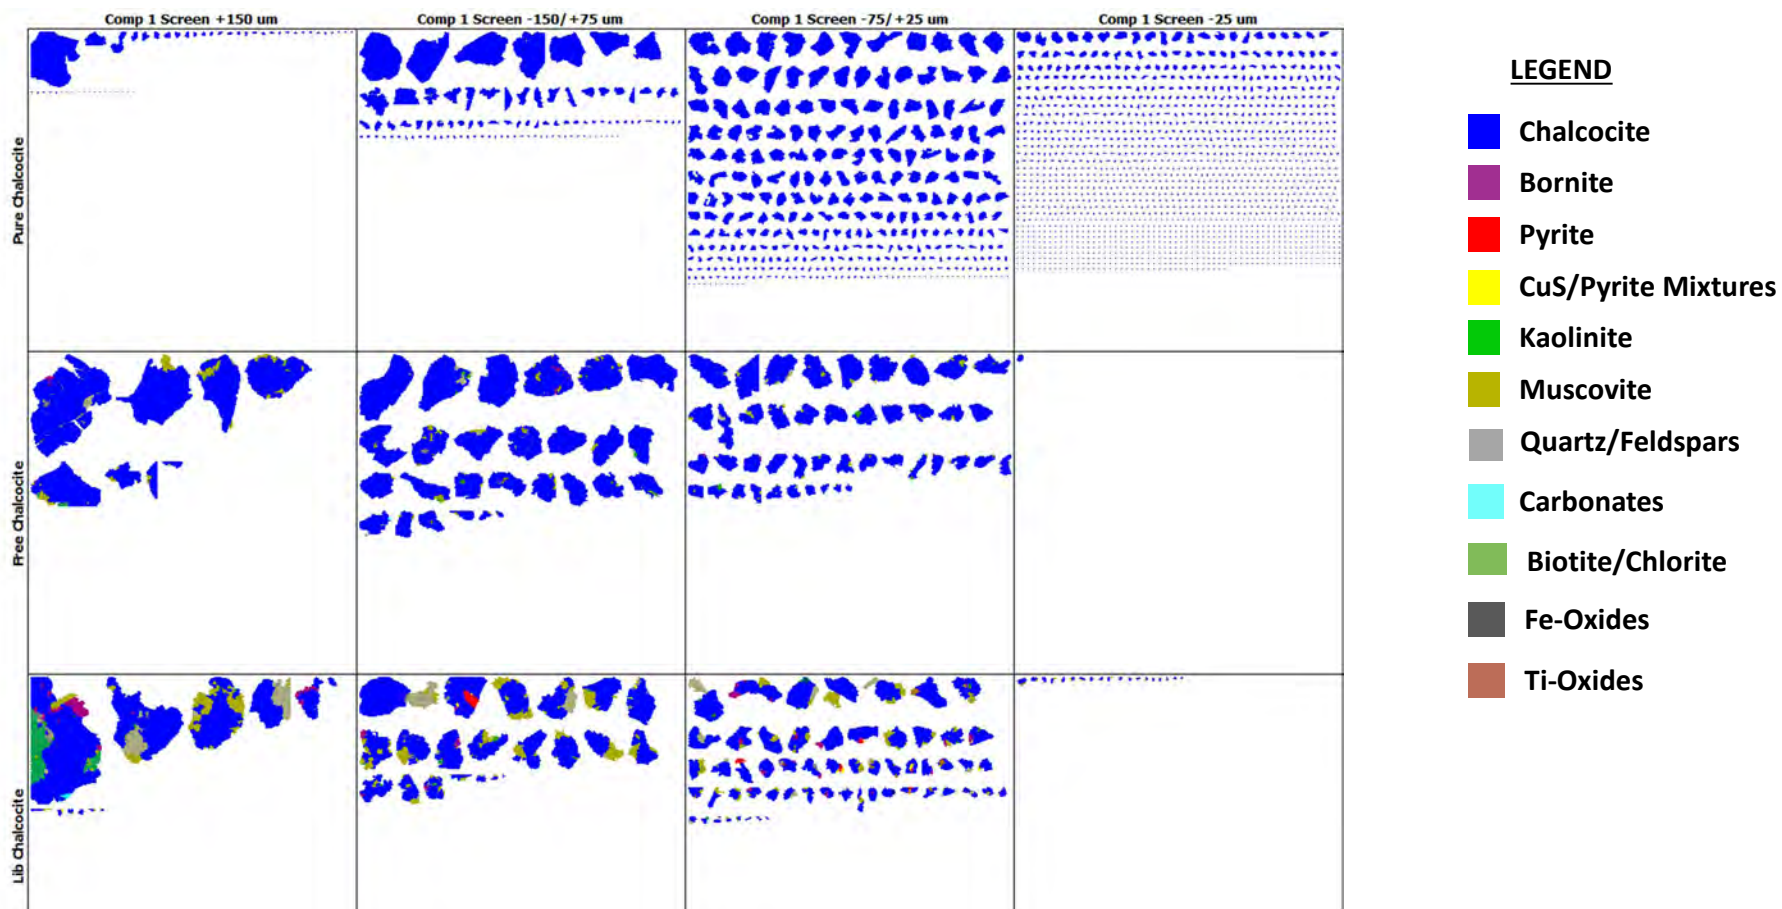 Comp 1 Screen +150 um
Comp 1 Screen -150/+75 um
Comp 1 Screen -75/+25 um
Comp 1 Screen -25 um
Pure Chalcocite
Free Chalcocite
Lib Chalcocite
LEGEND
Chalcocite
Bornite
Pyrite
CuS/Pyrite Mixtures
Kaolinite
Muscovite
Quartz/Feldspars
Carbonates
Biotite/Chlorite
Fe-Oxides
Ti-Oxides